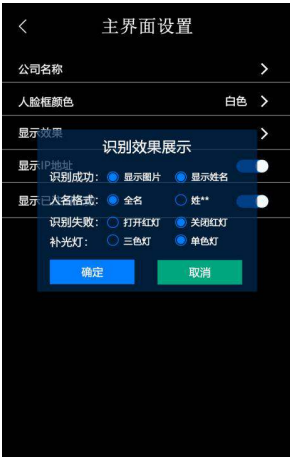 主界面设置
公司名称
人脸框颜色 白色
显示效果
识别效果展示
显示IP地址
识别成功： 显示图片 显示姓名
显示已
人名格式： 全名 姓**
识别失败： 打开红灯 关闭红灯
补光灯： 三色灯 单色灯
确定 取消